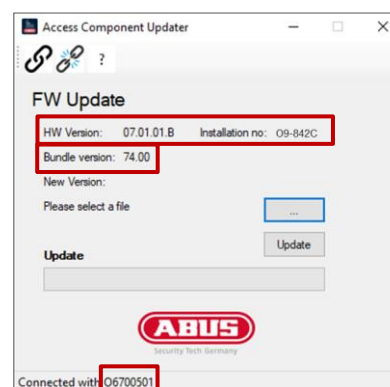 Access Component Updater
?
FW Update
HW Version: 07.01.01.B Installation no: O9-842C
Bundle version: 74.00
New Version:
Please select a file ...
Update
Update
ABUS
Security Tech Germany
Connected with O6700501